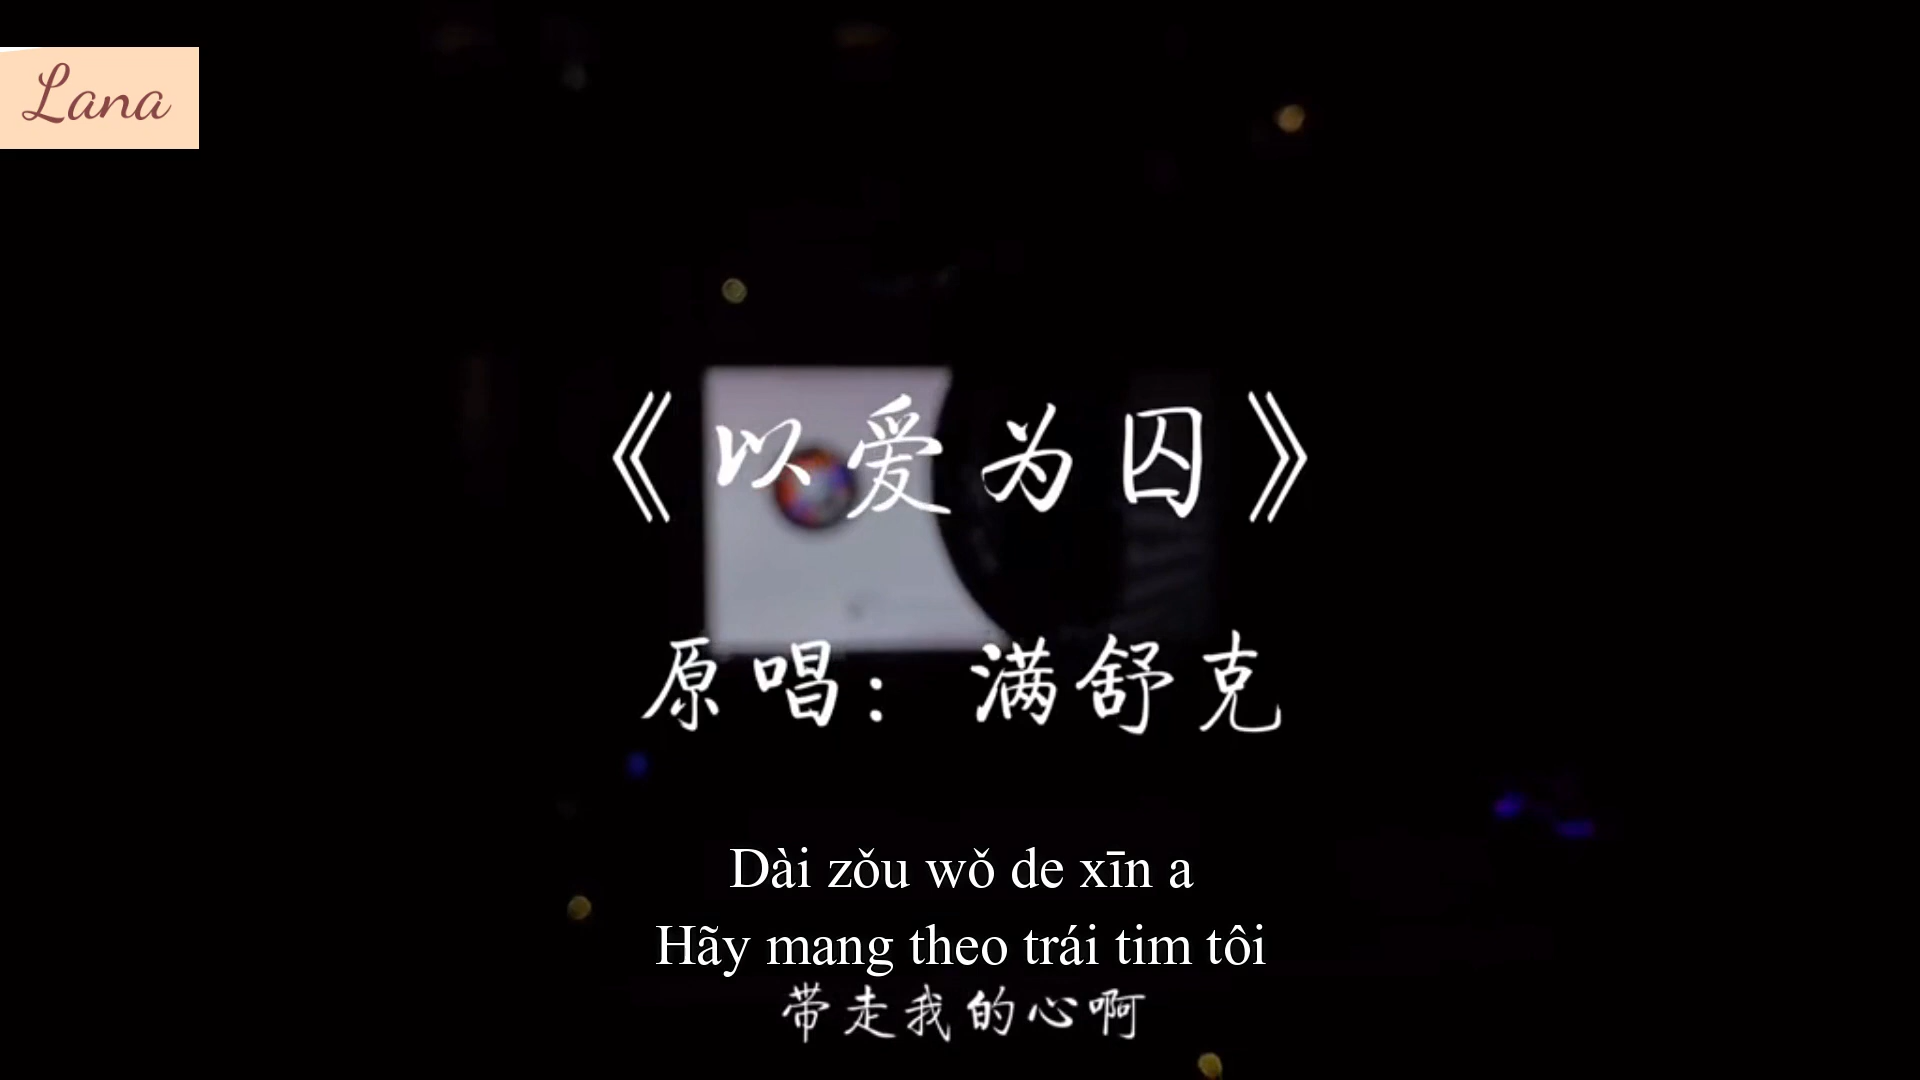 Lana
《以爱为囚》
原唱：满舒克
Dài zǒu wǒ de xīn a
Hãy mang theo trái tim tôi
带走我的心啊